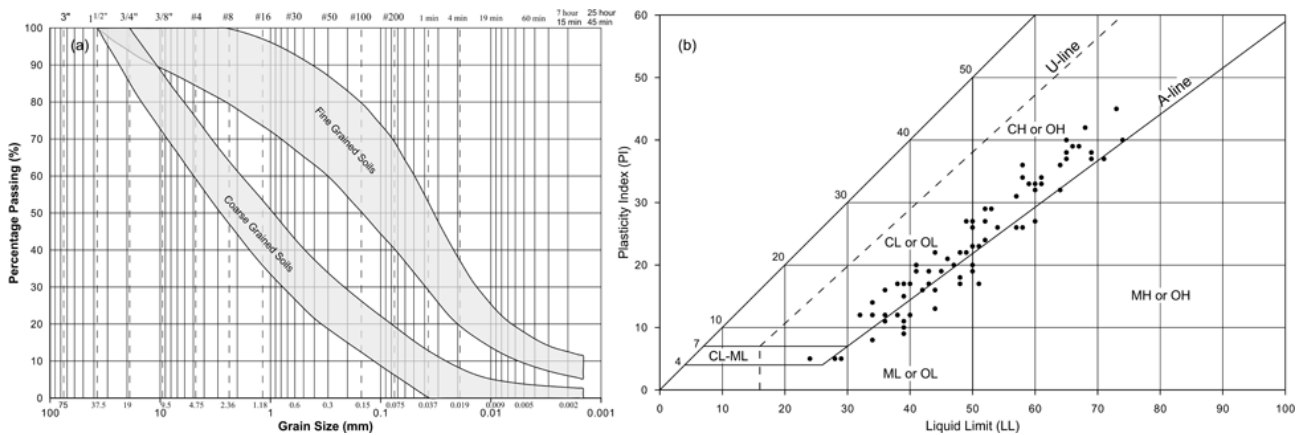 3" 1 1/2" 3/4" 3/8" #4 #8 #16 #30 #50 #100 #200 1 min 4 min 19 min 60 min 7 hour 15 min 25 hour 45 min
(a)
Percentage Passing (%)
100
90
80
70
60
50
40
30
20
10
0
Fine Grained Soils
Coarse Grained Soils
75 37.5 19 9.5 4.75 2.36 1.18 0.6 0.3 0.15 0.075 0.037 0.019 0.009 0.005 0.002
100 10 1 0.1 0.01 0.001
Grain Size (mm)
(b)
Plasticity Index (PI)
60
50
40
30
20
10
0
50
40
30
20
10
7
4
U-line
A-line
CH or OH
CL or OL
MH or OH
CL-ML
ML or OL
0 10 20 30 40 50 60 70 80 90 100
Liquid Limit (LL)